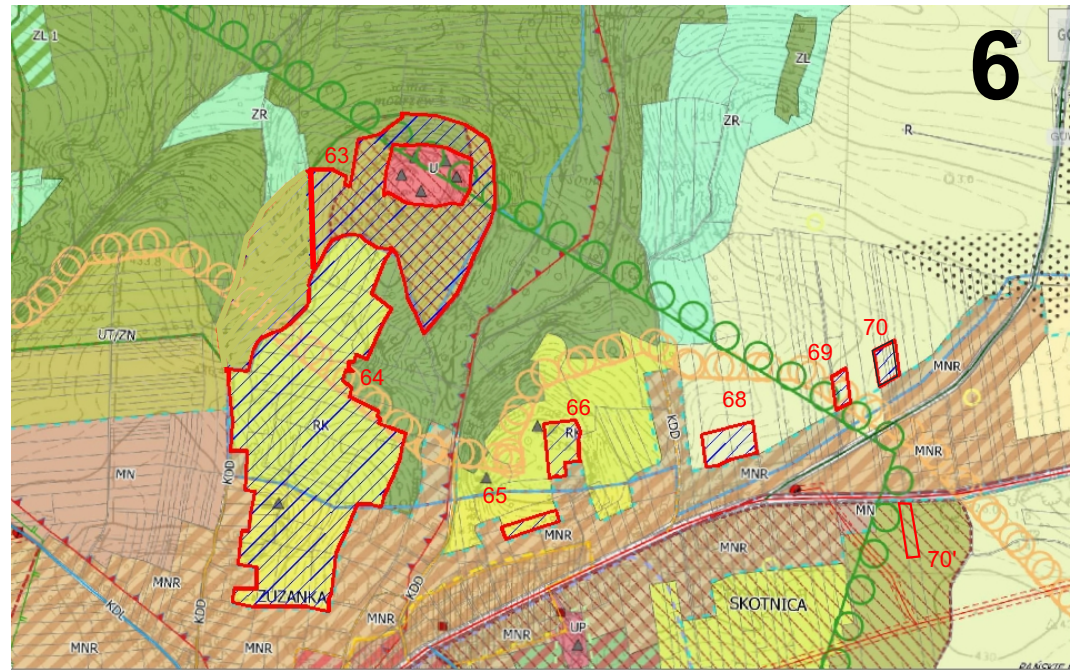 ZL 1
ZL
6
ZR
ZR
R
63
U
UT/ZN
69
70
MNR
64
66
68
RK
RK
KDD
MN
KDD
65
MNR
MNR
MNR
MN
MNR
MNR
70'
KDD
ZUZANKA
MNR
KDL
KDD
MNR
SKOTNICA
UP
MNR
MNR
MNR
MNR